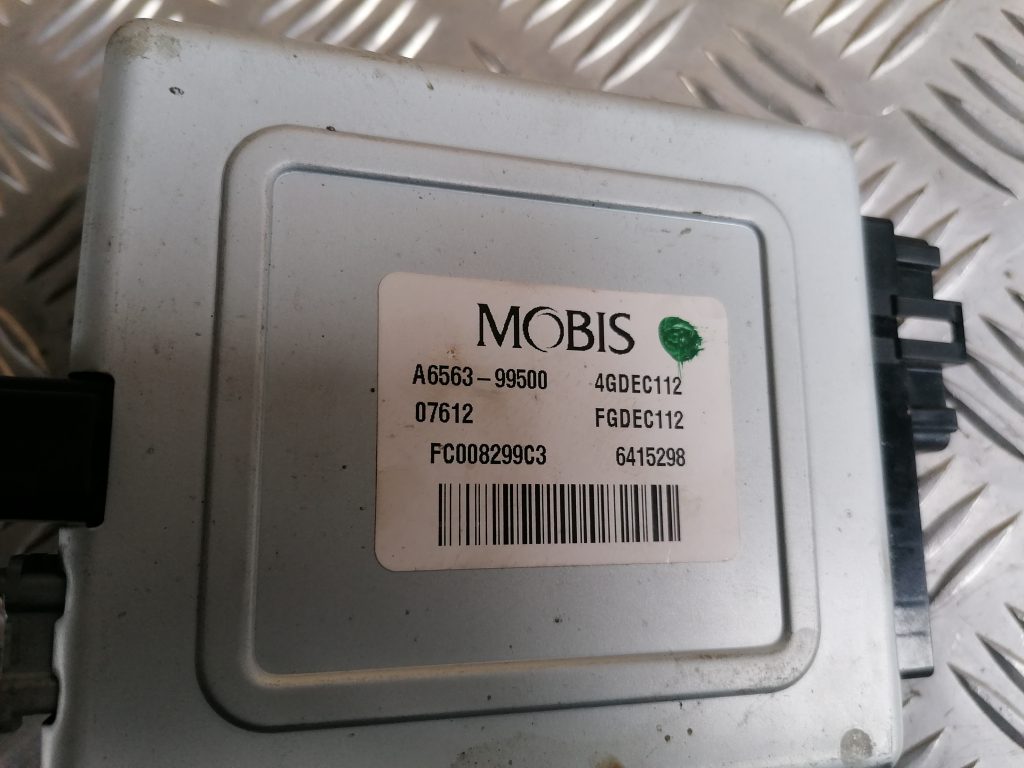 MOBIS
A6563-99500 4GDEC112
07612 FGDEC112
FC008299C3 6415298